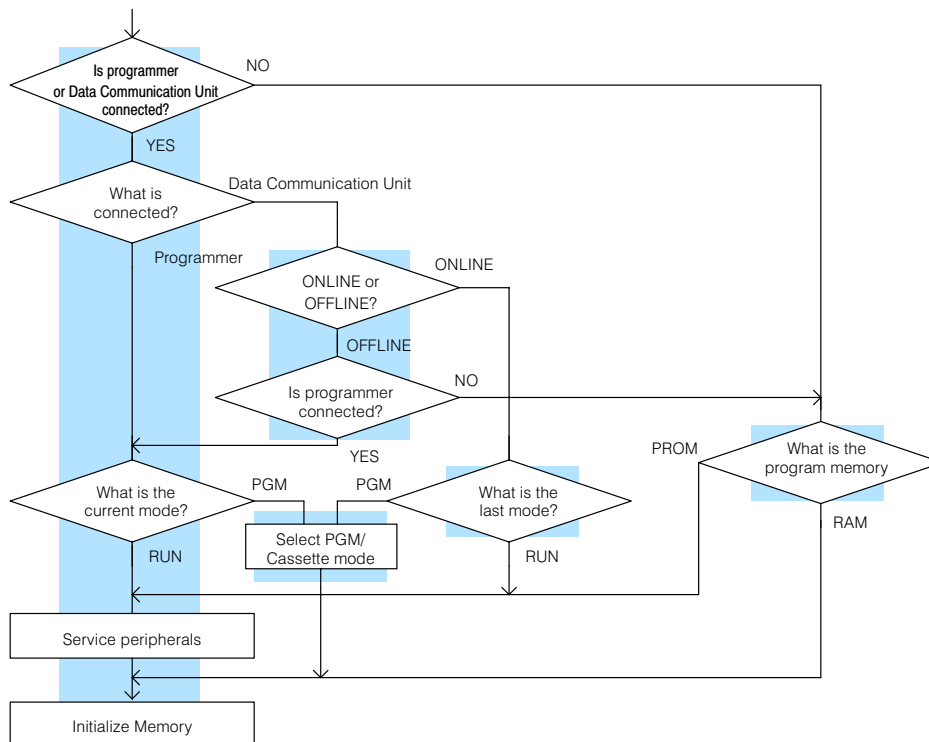 Is programmer
or Data Communication Unit
connected?
NO
YES
What is
connected?
Data Communication Unit
Programmer
ONLINE or
OFFLINE?
ONLINE
OFFLINE
Is programmer
connected?
NO
YES
What is the
program memory
PROM
RAM
What is the
current mode?
PGM
RUN
PGM
What is the
last mode?
RUN
Select PGM/
Cassette mode
Service peripherals
Initialize Memory